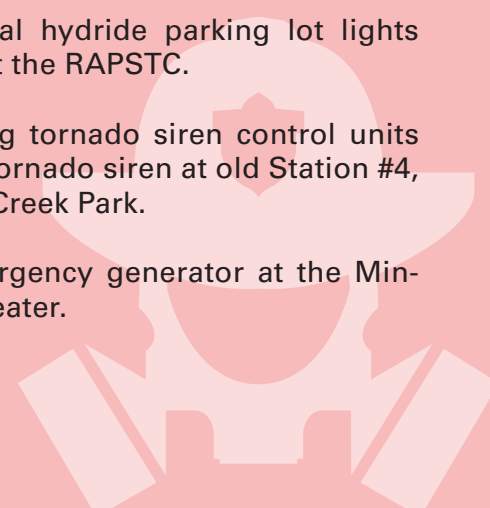 al hydride parking lot lights
t the RAPSTC.
g tornado siren control units
ornado siren at old Station #4,
Creek Park.
rgency generator at the Min-
eater.